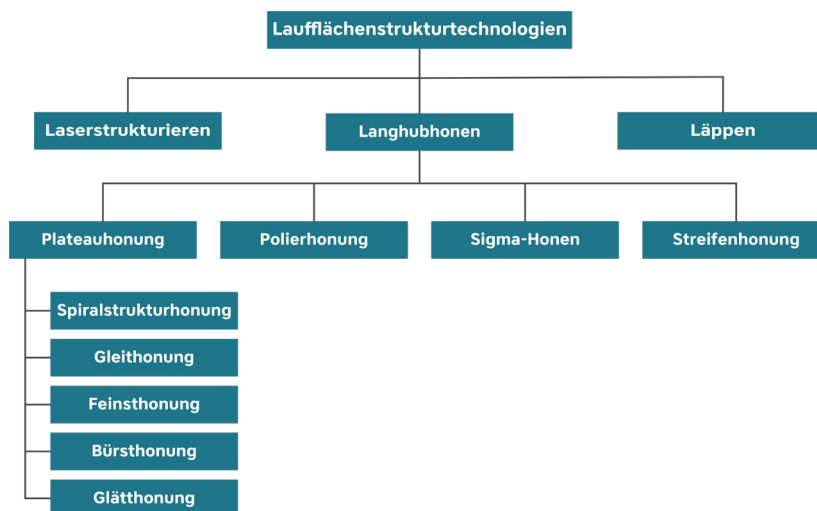 Laufflächenstrukturtechnologien
Laserstrukturieren
Langhubhonen
Läppen
Plateauhonung
Polierhonung
Sigma-Honen
Streifenhonung
Spiralstrukturhonung
Gleithonung
Feinsthonung
Bürsthonung
Glätthonung